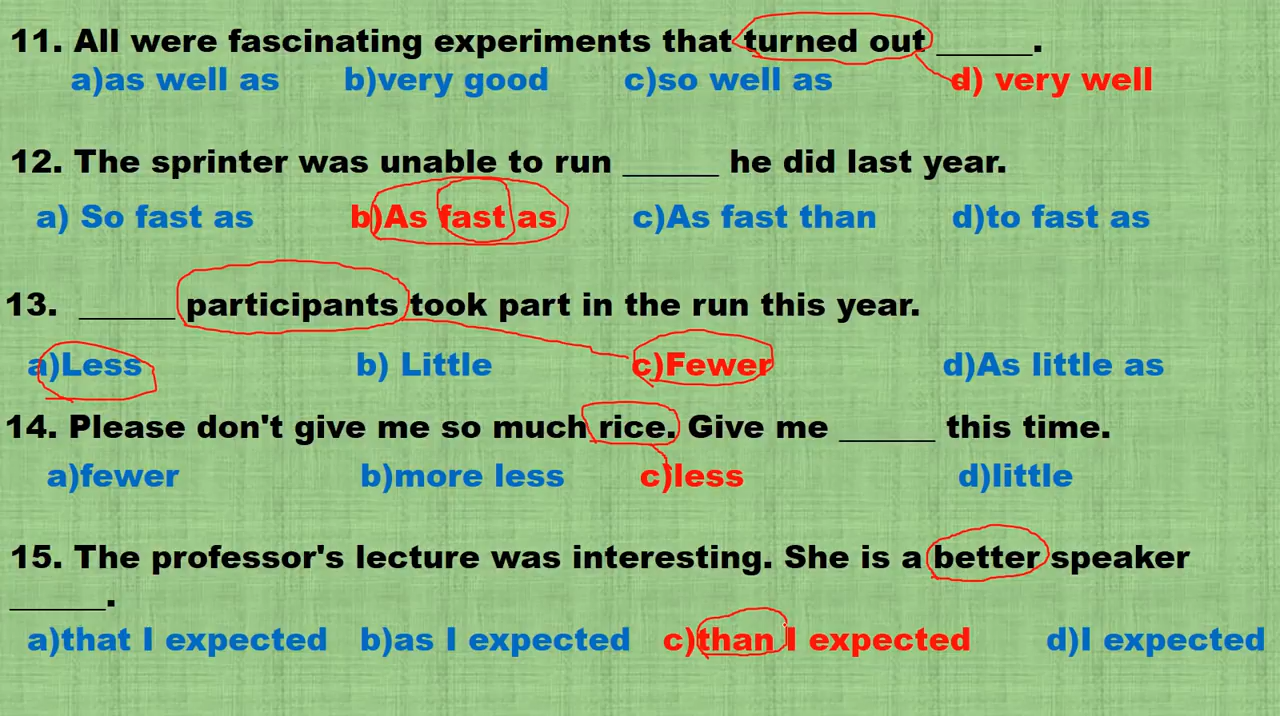 11. All were fascinating experiments that turned out ______.
a)as well as b)very good c)so well as d) very well
12. The sprinter was unable to run ______ he did last year.
a) So fast as b)As fast as c)As fast than d)to fast as
13. ______ participants took part in the run this year.
a)Less b) Little c)Fewer d)As little as
14. Please don't give me so much rice. Give me ______ this time.
a)fewer b)more less c)less d)little
15. The professor's lecture was interesting. She is a better speaker
______.
a)that I expected b)as I expected c)than I expected d)I expected